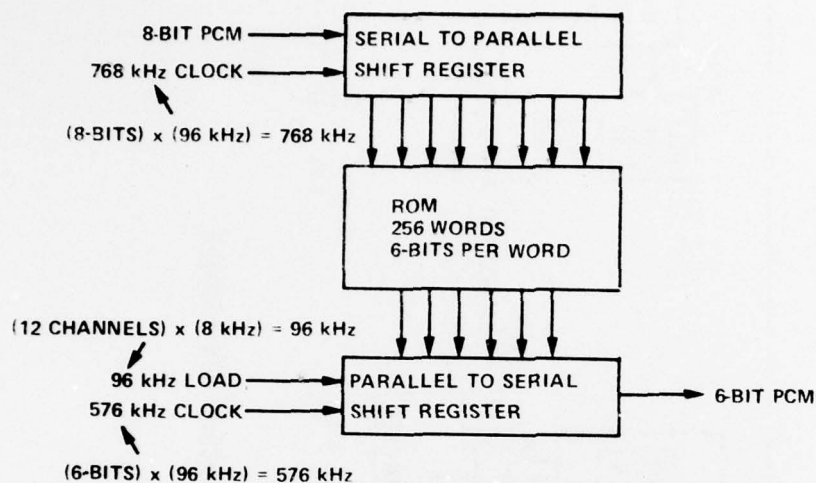 8-BIT PCM
768 kHz CLOCK
(8-BITS) x (96 kHz) = 768 kHz
SERIAL TO PARALLEL
SHIFT REGISTER
ROM
256 WORDS
6-BITS PER WORD
(12 CHANNELS) x (8 kHz) = 96 kHz
96 kHz LOAD
576 kHz CLOCK
(6-BITS) x (96 kHz) = 576 kHz
PARALLEL TO SERIAL
SHIFT REGISTER
6-BIT PCM